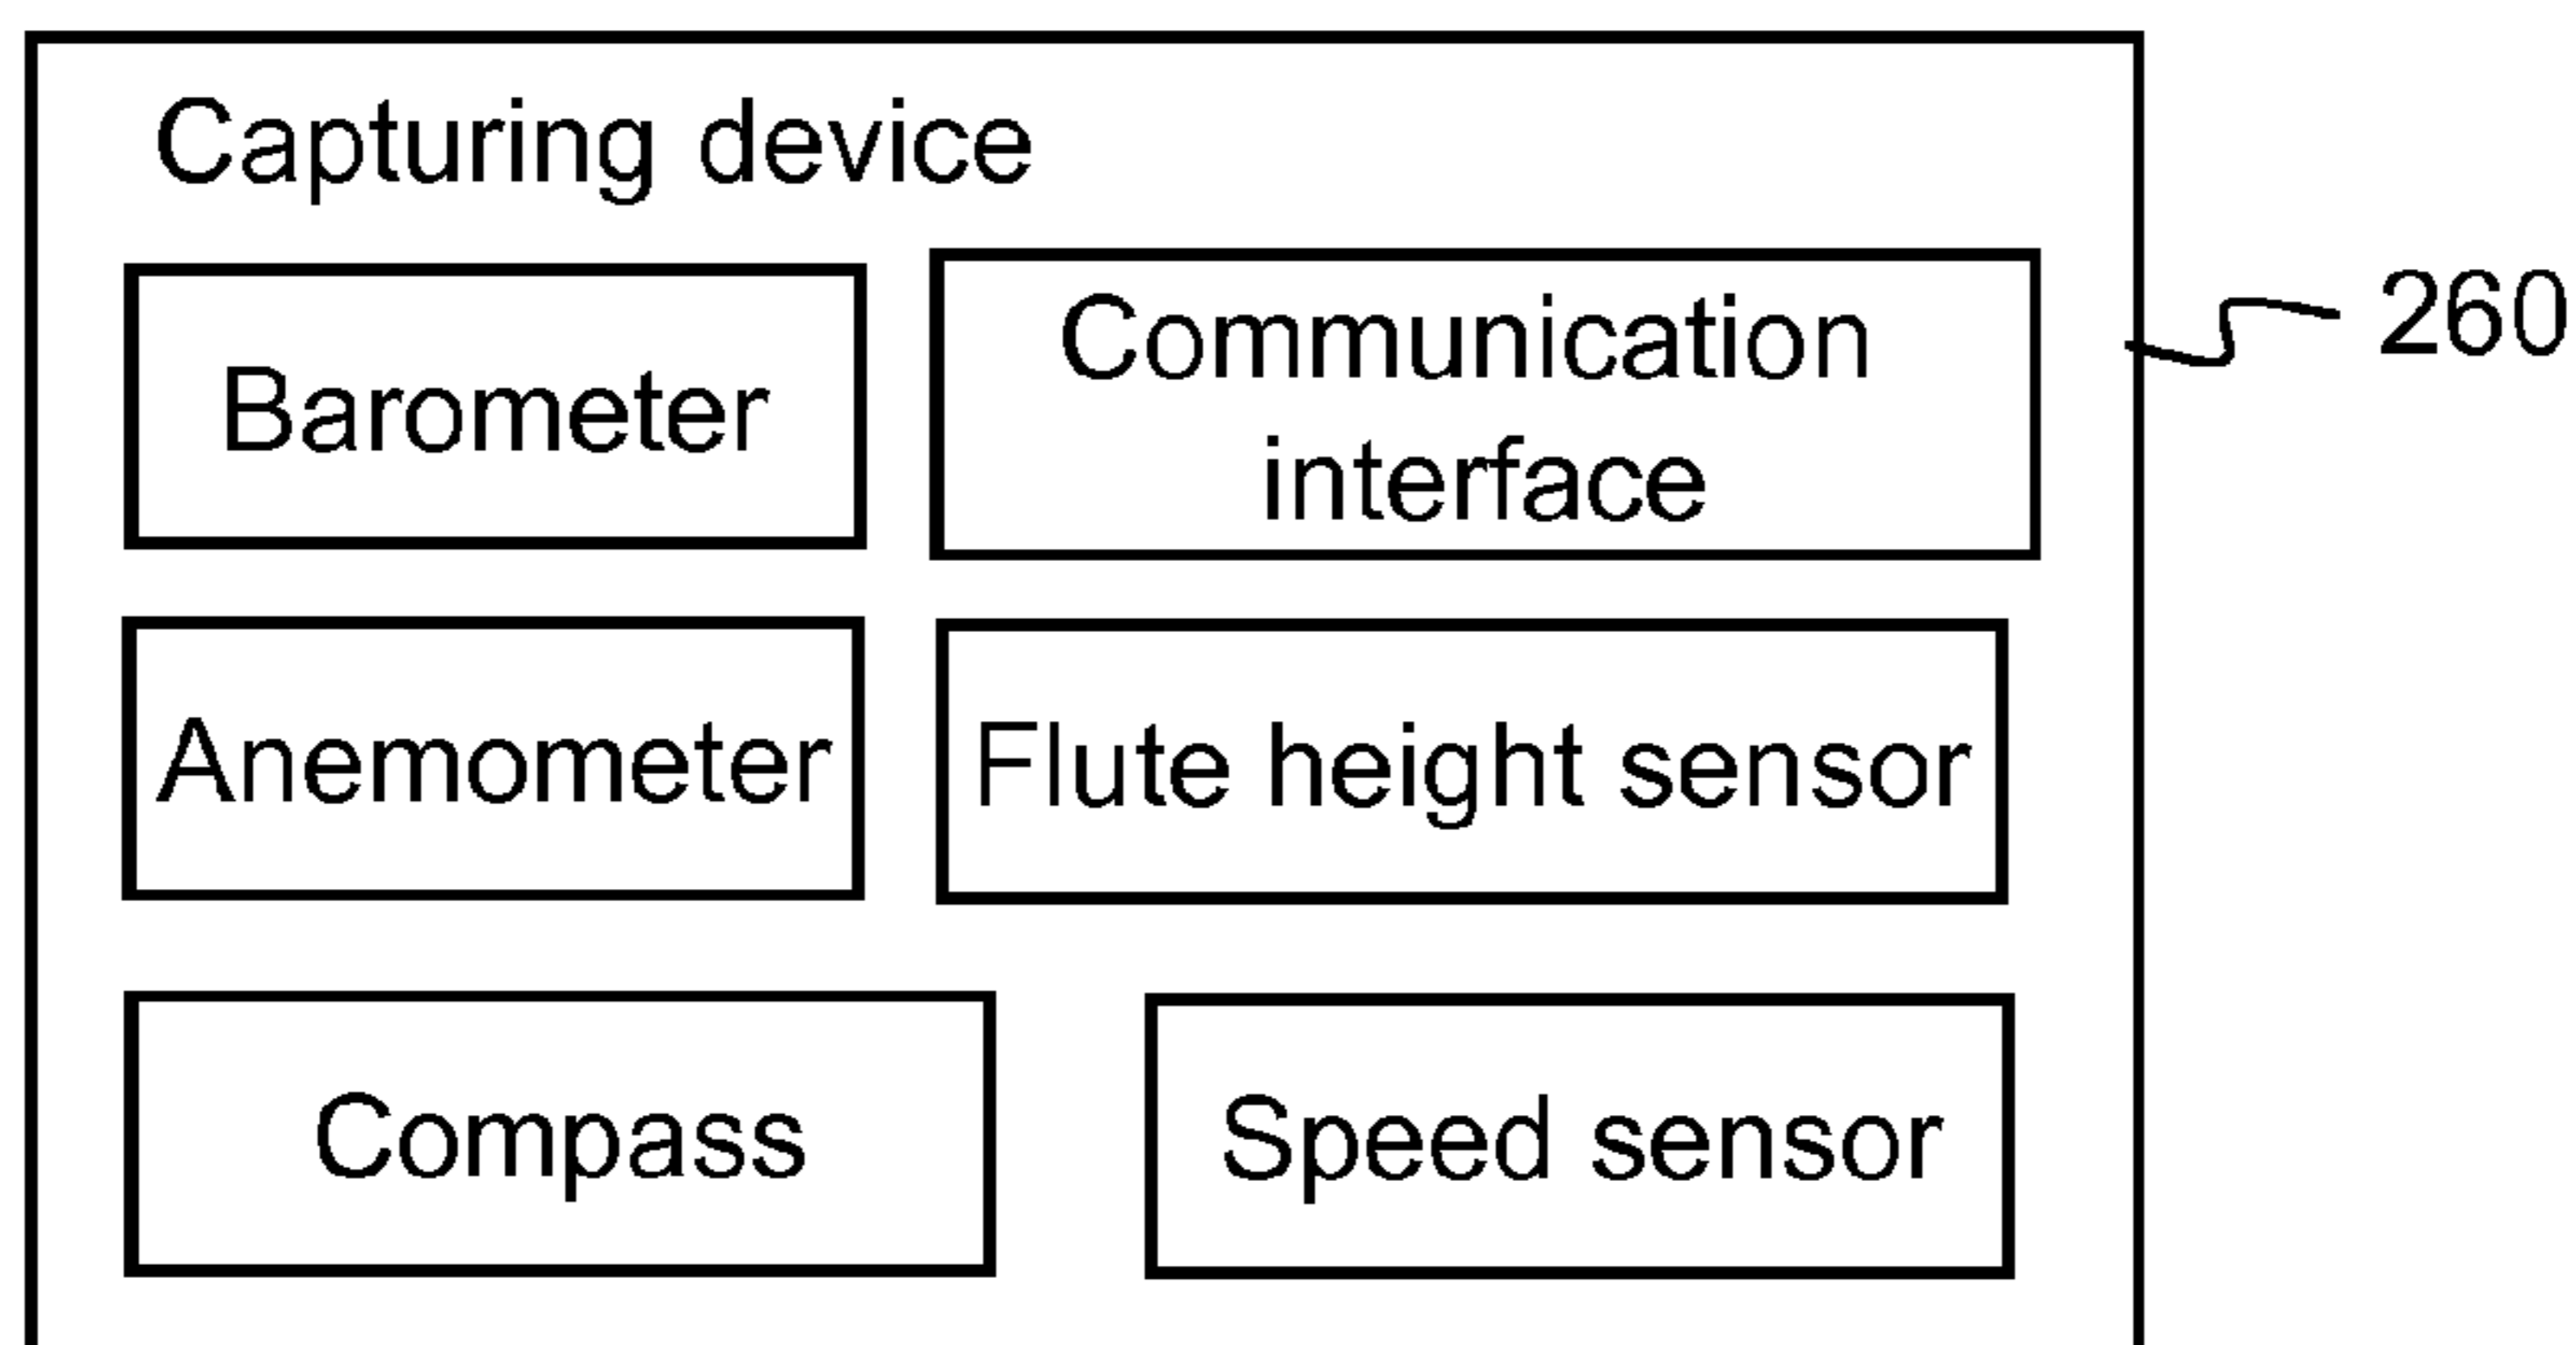 Capturing device
Barometer
Communication
interface
260
Anemometer
Flute height sensor
Compass
Speed sensor